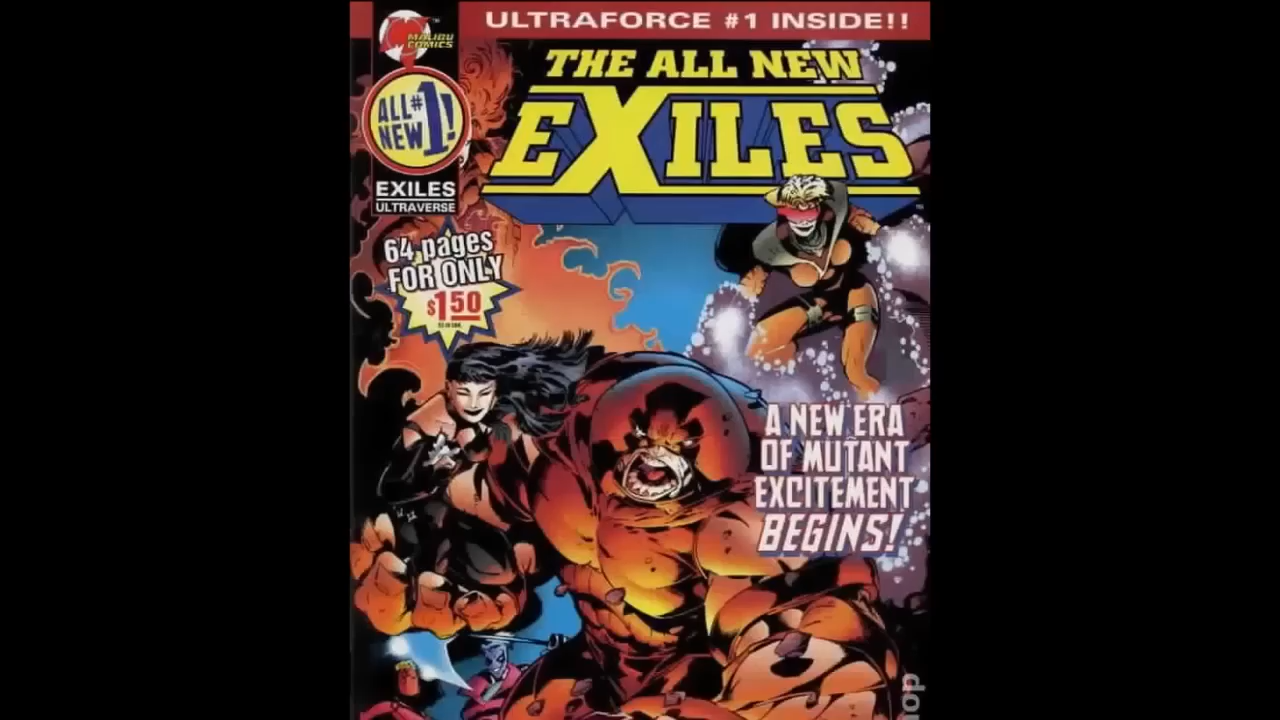 ULTRAFORCE #1 INSIDE!!
MALIBU
COMICS
™
THE ALL NEW
EXILES
ALL
NEW
#1!
EXILES
ULTRAVERSE
64 pages
FOR ONLY
$1.50
A NEW ERA
OF MUTANT
EXCITEMENT
BEGINS!